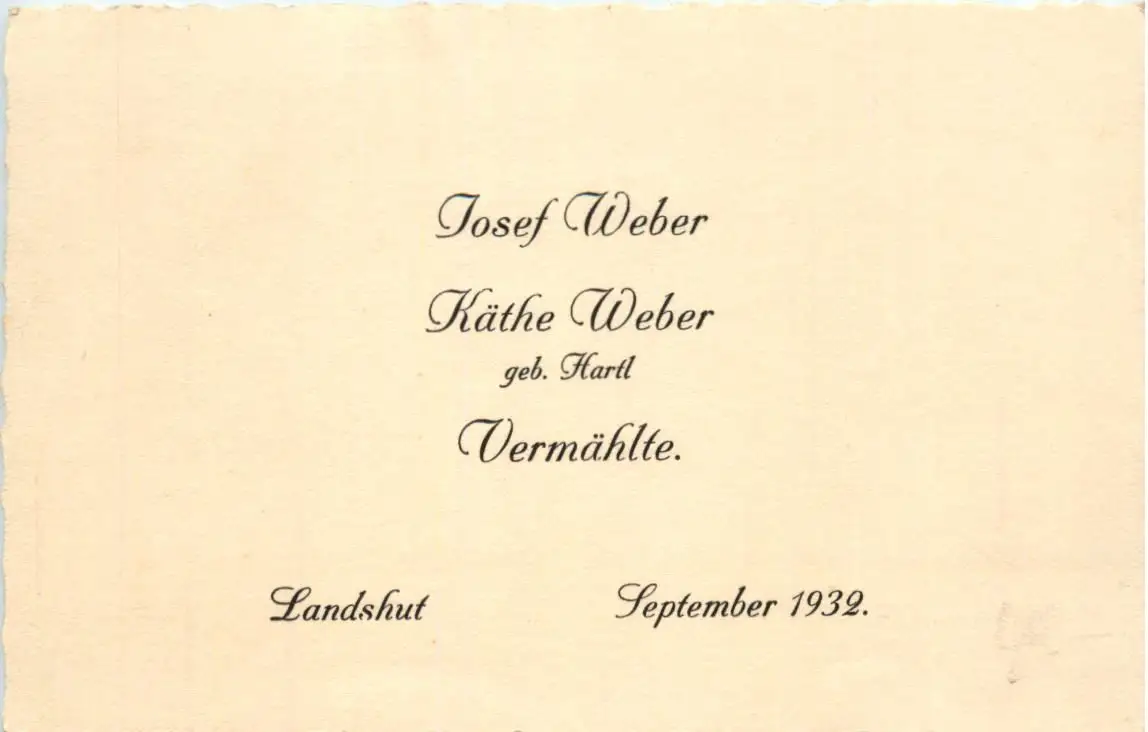 Josef Weber
Käthe Weber
geb. Hartl
Vermählte.
Landshut September 1932.